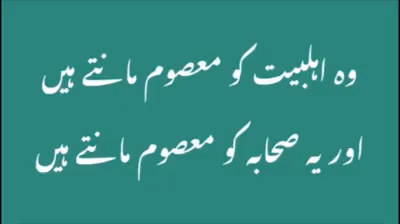 وہ اہلبیت کو معصوم مانتے ہیں
اور یہ صحابہ کو معصوم مانتے ہیں